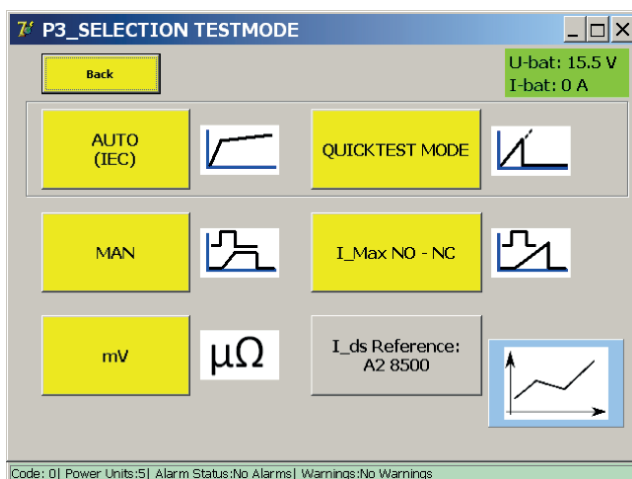 P3_SELECTION TESTMODE
Back
U-bat: 15.5 V
I-bat: 0 A
AUTO
(IEC)
QUICKTEST MODE
MAN
I_Max NO - NC
mV
μΩ
I_ds Reference:
A2 8500
Code: 0| Power Units:5| Alarm Status:No Alarms| Warnings:No Warnings